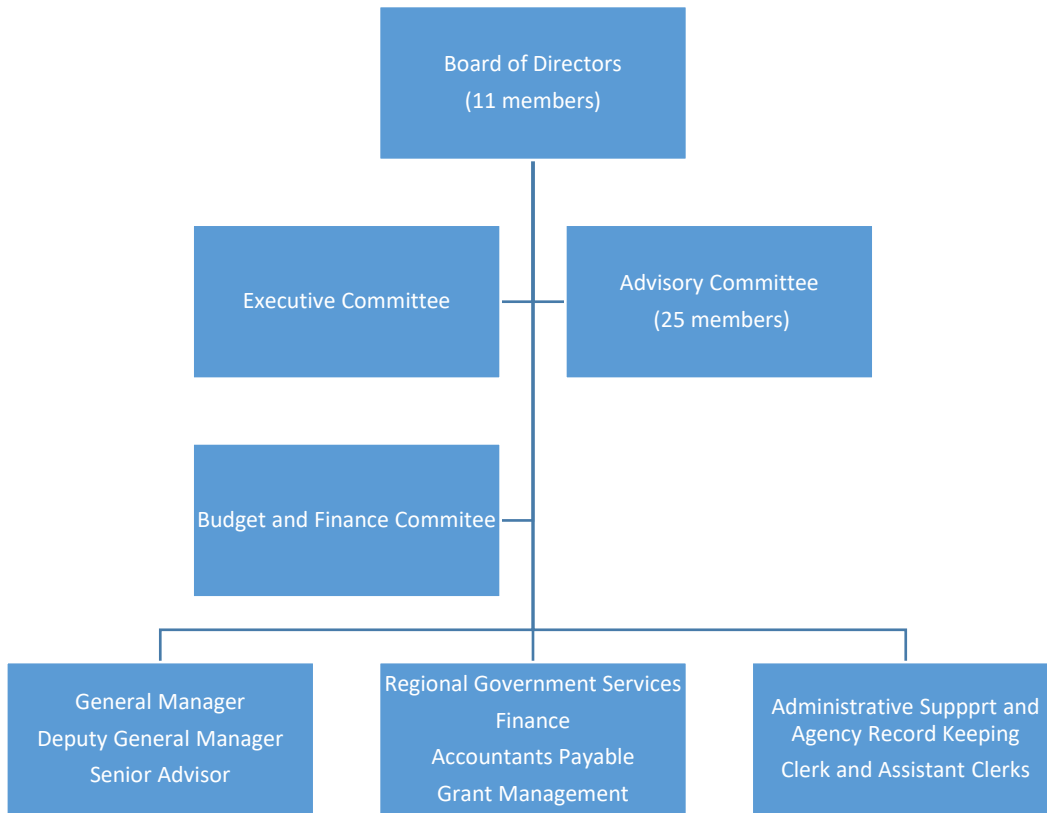 Board of Directors
(11 members)
Executive Committee
Advisory Committee
(25 members)
Budget and Finance Commitee
General Manager
Deputy General Manager
Senior Advisor
Regional Government Services
Finance
Accountants Payable
Grant Management
Administrative Suppprt and
Agency Record Keeping
Clerk and Assistant Clerks